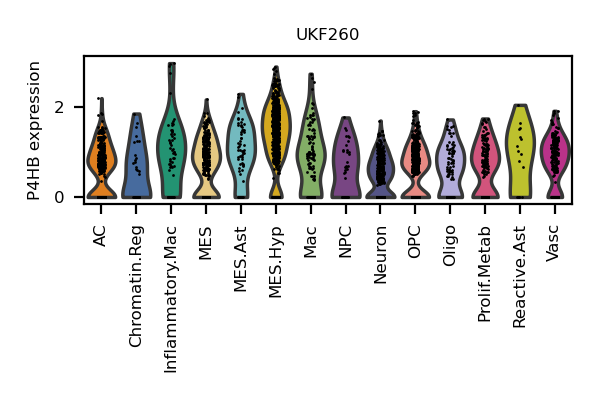 UKF260
P4HB expression
2
0
AC
Chromatin.Reg
Inflammatory.Mac
MES
MES.Ast
MES.Hyp
Mac
NPC
Neuron
OPC
Oligo
Prolif.Metab
Reactive.Ast
Vasc